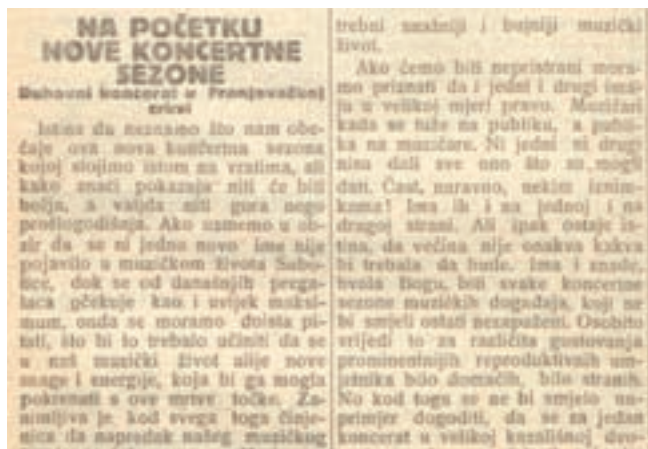 NA POČETKU
NOVE KONCERTNE
SEZONE
Duhovni koncerat u Franjevačkoj
crkvi
Istina da neznamo što nam obe-
ćaje ova nova koncertna sezona
kojoj stojimo istom na vratima, ali
kako znaci pokazuju niti će biti
bolja, a valjda niti gora nego
prošlogodišnja. Ako uzmemo u ob-
zir da se ni jedno novo ime nije
pojavilo u muzičkom života Subo-
tice, dok se od današnjih prega-
laca očekuje kao i uvijek maksi-
mum, onda se moramo doista pi-
tati, što bi to trebalo učiniti da se
u naš muzički život ulije nove
snage i energije, koja bi ga mogla
pokrenuti s ove mrtve točke. Za-
nimljiva je kod svega toga činje-
nica da napredak našeg muzičkog
trebni snažniji i bujniji muzički
život.
Ako ćemo biti nepristrani mora-
mo priznati da i jedni i drugi ima-
ju u velikoj mjeri pravo. Muzičari
kada se tuže na publiku, a publi-
ka na muzičare. Ni jedni ni drugi
nisu dali sve ono što su mogli
dati. Čast, naravno, nekim iznim-
kama! Ima ih i na jednoj i na
drugoj strani. Ali ipak ostaje is-
tina, da većina nije onakva kakva
bi trebala da bude. Ima i znade,
hvala Bogu, biti svake koncertne
sezone muzičkih događaja, koji ne
bi smjeli ostati nezapaženi. Osobito
vrijedi to za različita gostovanja
prominentnijih reproduktivnih um-
jetnika bilo domaćih, bilo stranih.
No kod toga se ne bi smjelo na-
primjer dogoditi, da se za jedan
koncerat u velikoj kazališnoj dvo-